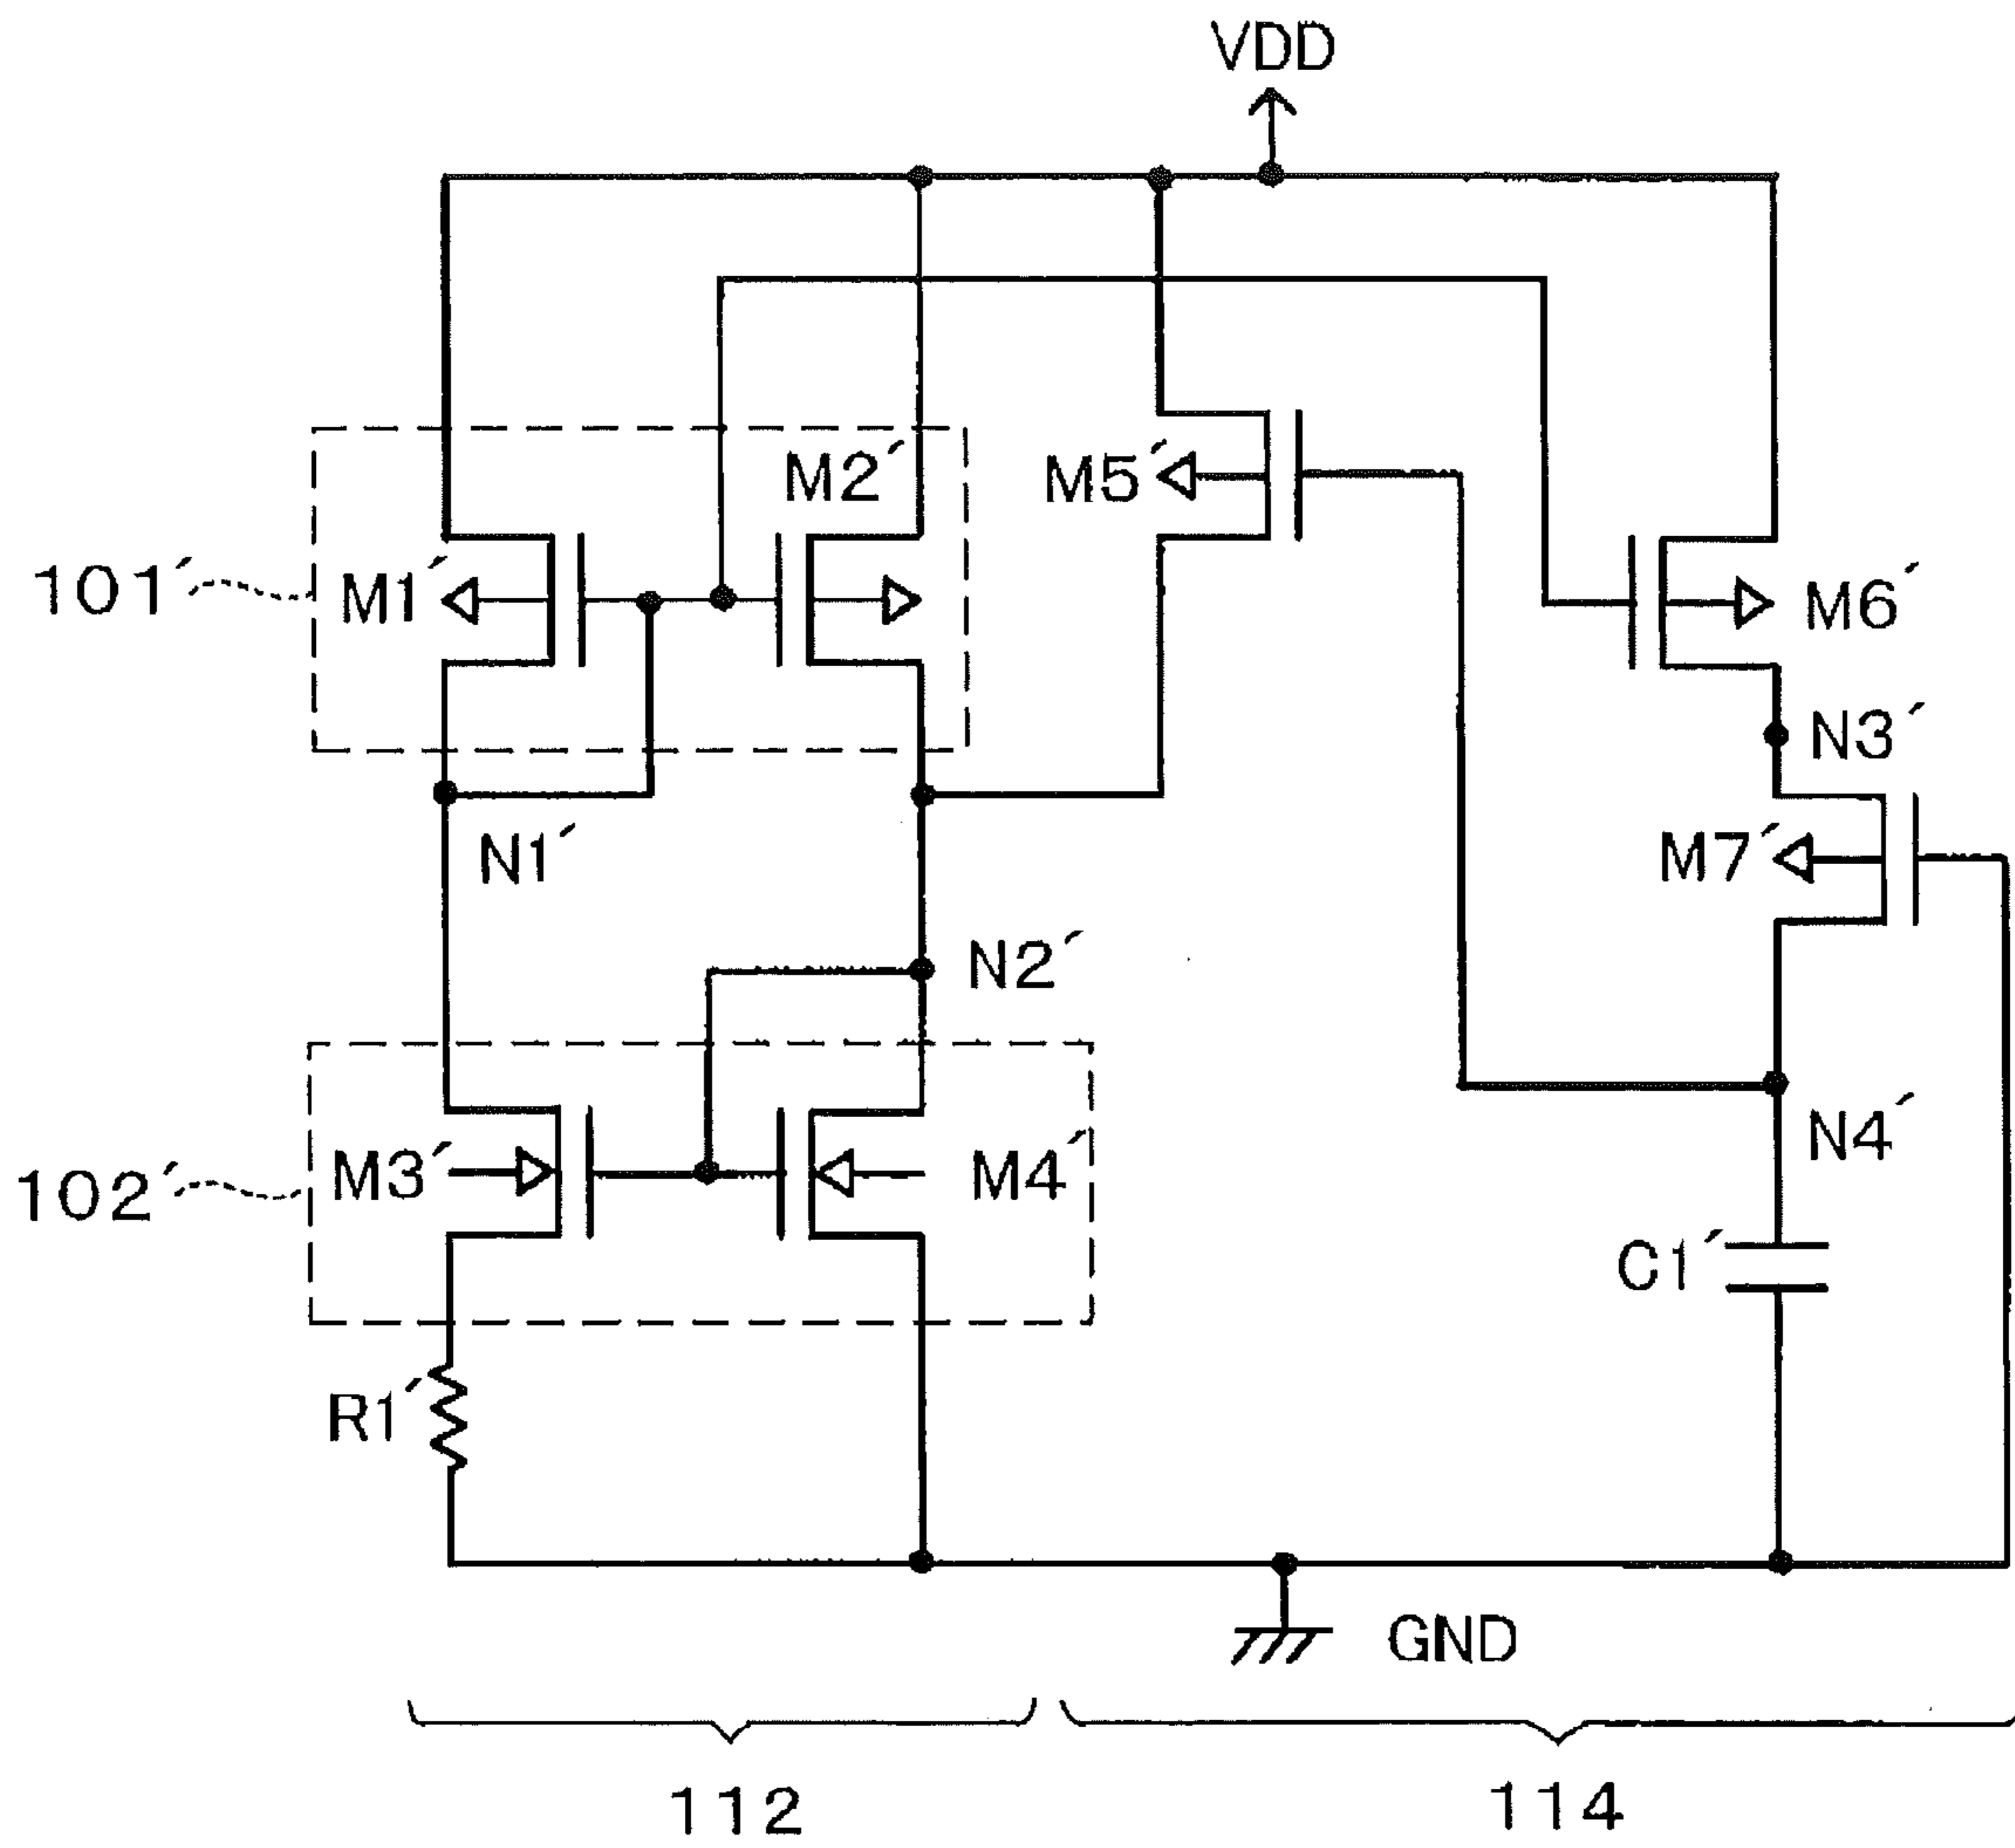 VDD
M2´
M5´
101´
M1´
M6´
N3´
N1´
M7´
N2´
N4´
M3´
M4´
102´
C1´
R1´
GND
112
114